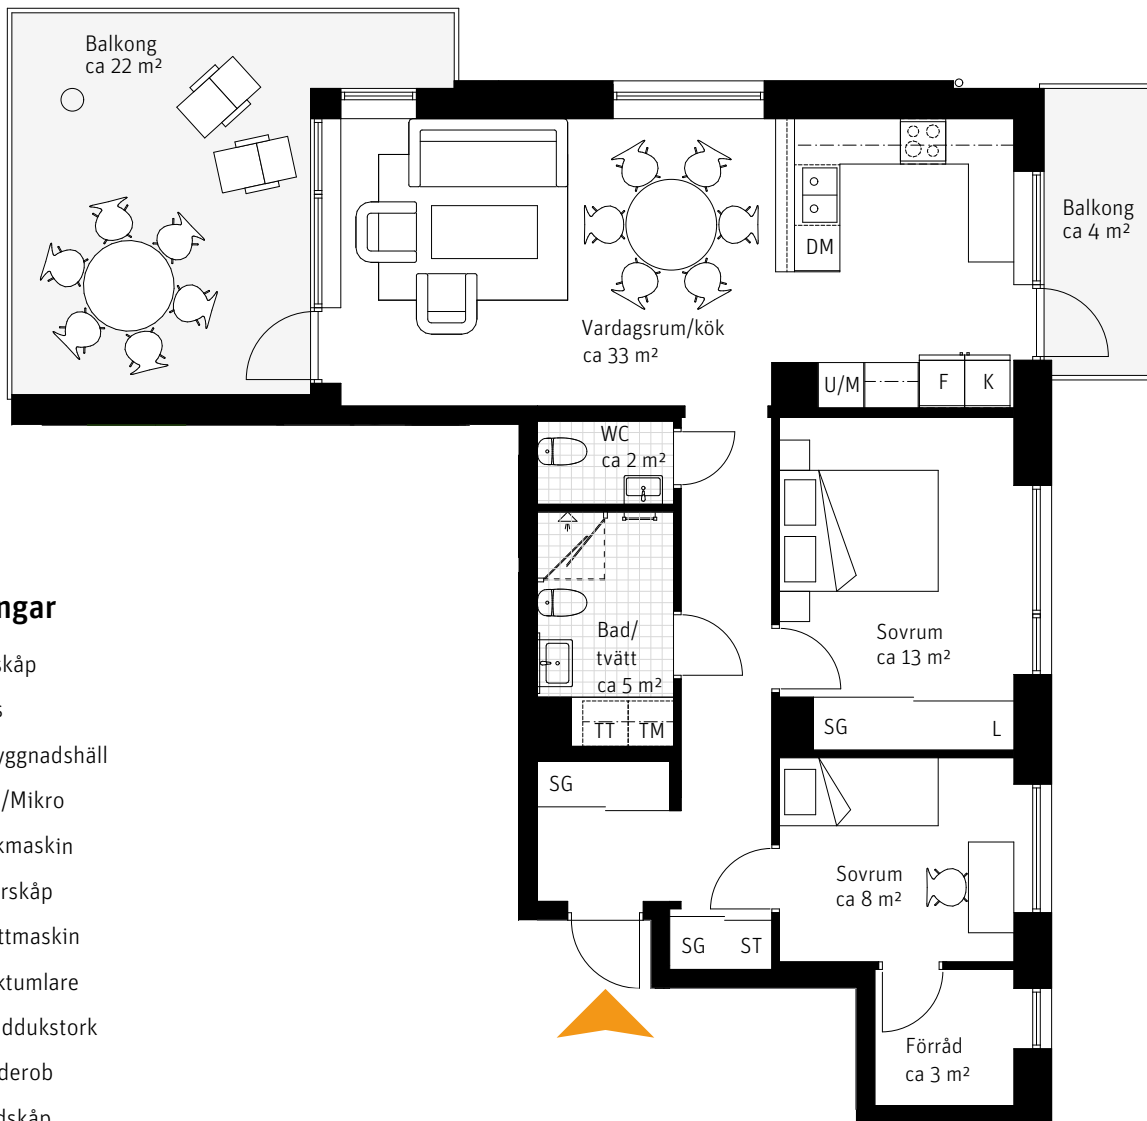 Balkong
ca 22 m²
Balkong
ca 4 m²
DM
Vardagsrum/kök
ca 33 m²
U/M
F
K
WC
ca 2 m²
Bad/
tvätt
ca 5 m²
TT
TM
Sovrum
ca 13 m²
SG
L
SG
Sovrum
ca 8 m²
SG
ST
Förråd
ca 3 m²
ngar
skåp
s
yggnadshäll
/Mikro
kmaskin
rskåp
ttmaskin
ktumlare
ddukstork
derob
dskåp